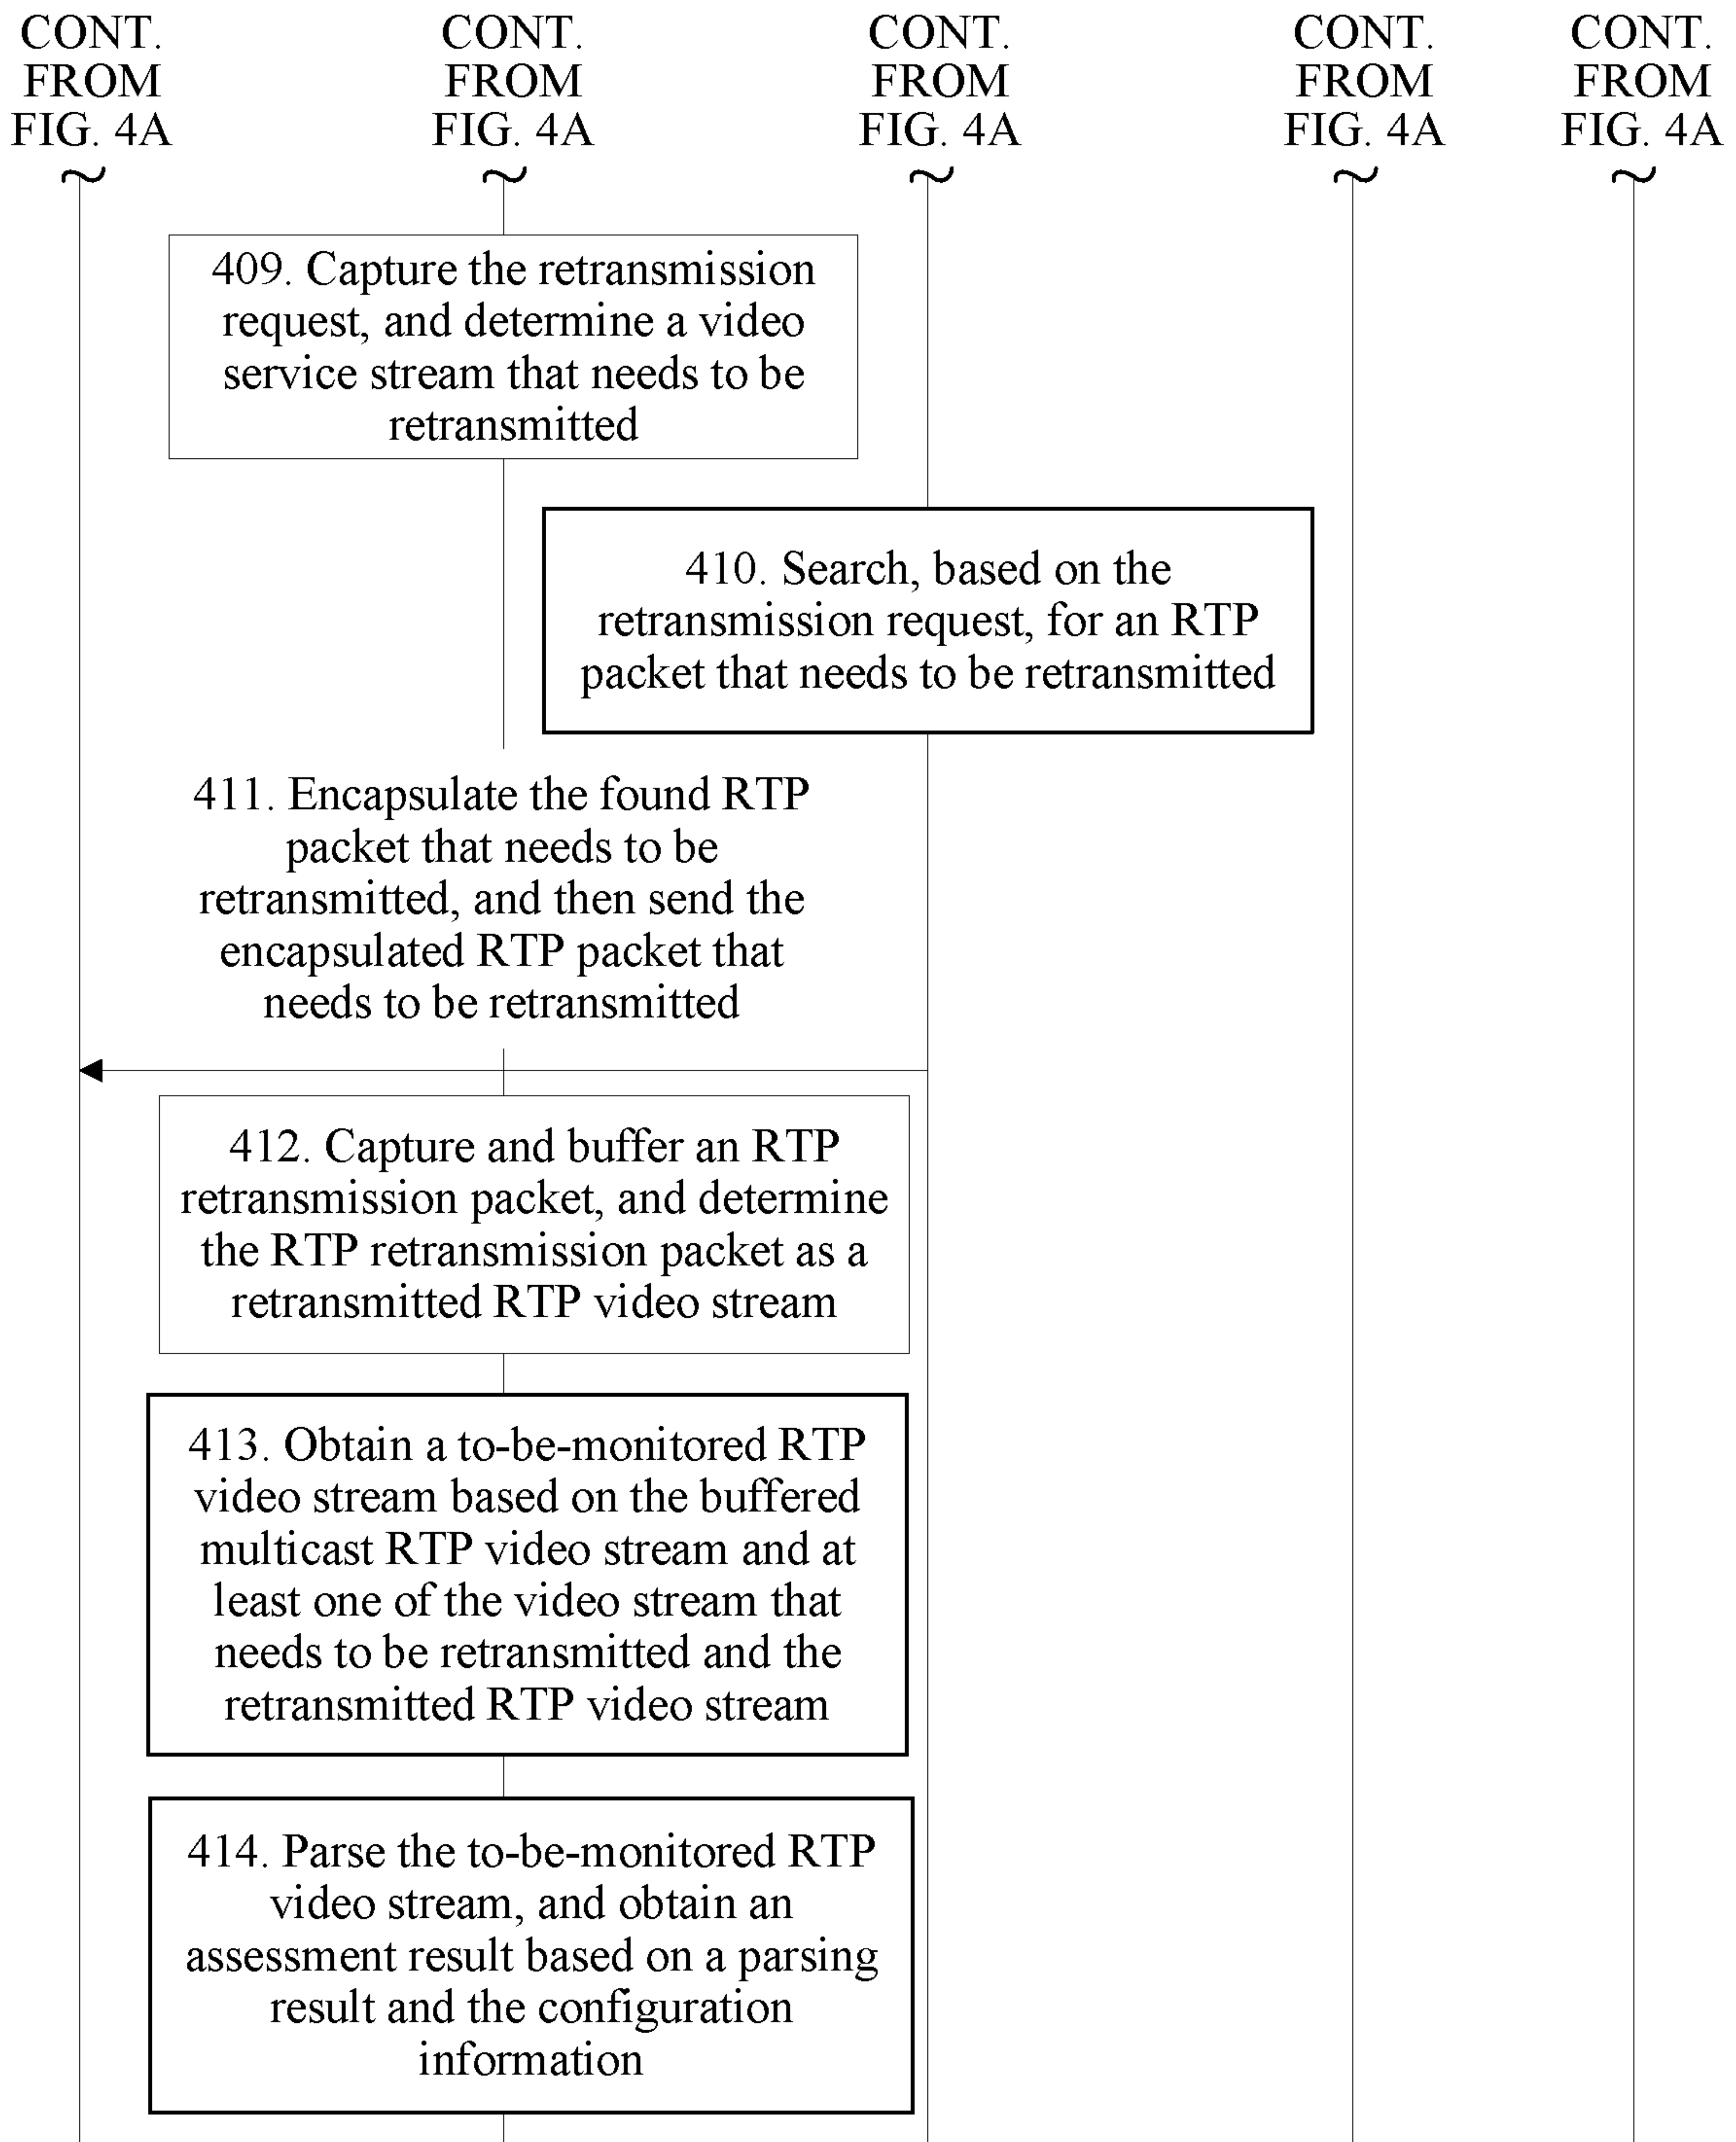 CONT.
FROM
FIG. 4A
CONT.
FROM
FIG. 4A
CONT.
FROM
FIG. 4A
CONT.
FROM
FIG. 4A
CONT.
FROM
FIG. 4A
409. Capture the retransmission
request, and determine a video
service stream that needs to be
retransmitted
410. Search, based on the
retransmission request, for an RTP
packet that needs to be retransmitted
411. Encapsulate the found RTP
packet that needs to be
retransmitted, and then send the
encapsulated RTP packet that
needs to be retransmitted
412. Capture and buffer an RTP
retransmission packet, and determine
the RTP retransmission packet as a
retransmitted RTP video stream
413. Obtain a to-be-monitored RTP
video stream based on the buffered
multicast RTP video stream and at
least one of the video stream that
needs to be retransmitted and the
retransmitted RTP video stream
414. Parse the to-be-monitored RTP
video stream, and obtain an
assessment result based on a parsing
result and the configuration
information